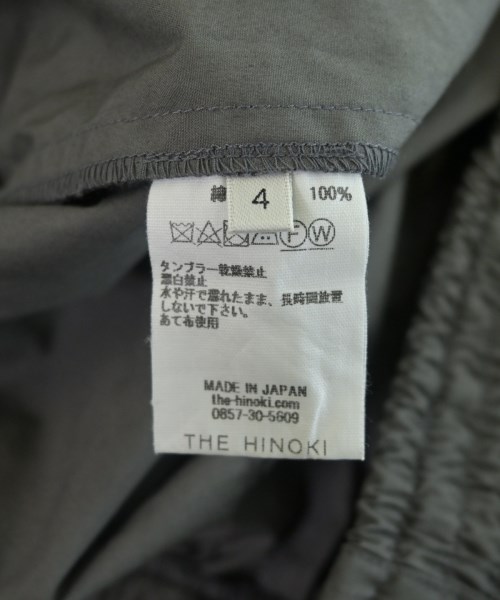 綿 100%
4
F W
タンブラー乾燥禁止
漂白禁止
水や汗で濡れたまま、長時間放置
しないで下さい。
あて布使用
MADE IN JAPAN
the-hinoki.com
0857-30-5609
THE HINOKI